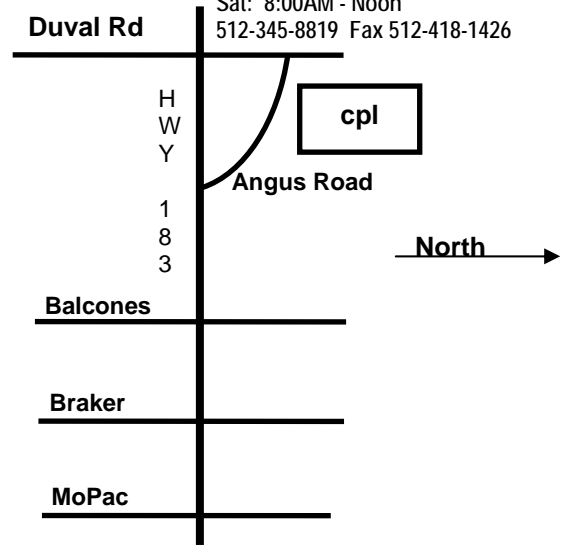 Sat: 8:00AM - Noon
Duval Rd
512-345-8819 Fax 512-418-1426
H
W
Y
cpl
Angus Road
1
8
3
North
Balcones
Braker
MoPac